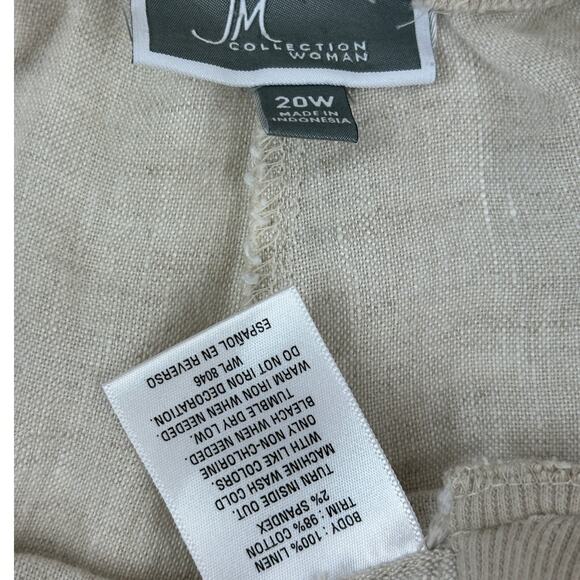 JM
COLLECTION
WOMAN
20W
MADE IN
INDONESIA
BODY : 100% LINEN
TRIM : 98% COTTON
2% SPANDEX
TURN INSIDE OUT.
MACHINE WASH COLD
WITH LIKE COLORS.
ONLY NON-CHLORINE
BLEACH WHEN NEEDED.
TUMBLE DRY LOW.
WARM IRON WHEN NEEDED.
DO NOT IRON DECORATION.
WPL 8046
ESPAÑOL EN REVERSO